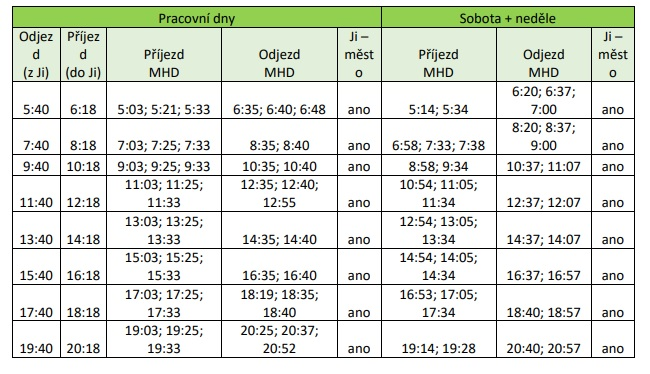 Pracovní dny Sobota + neděle
Odjez Příjez Ji – Ji –
d d Příjezd Odjezd měst Příjezd Odjezd měst
(z Ji) (do Ji) MHD MHD o MHD MHD o
6:20; 6:37;
5:40 6:18 5:03; 5:21; 5:33 6:35; 6:40; 6:48 ano 5:14; 5:34 7:00 ano
8:20; 8:37;
7:40 8:18 7:03; 7:25; 7:33 8:35; 8:40 ano 6:58; 7:33; 7:38 9:00 ano
9:40 10:18 9:03; 9:25; 9:33 10:35; 10:40 ano 8:58; 9:34 10:37; 11:07 ano
11:03; 11:25; 12:35; 12:40; 10:54; 11:05;
11:40 12:18 11:33 12:55 ano 11:34 12:37; 12:07 ano
13:03; 13:25; 12:54; 13:05;
13:40 14:18 13:33 14:35; 14:40 ano 13:34 14:37; 14:07 ano
15:03; 15:25; 14:54; 14:05;
15:40 16:18 15:33 16:35; 16:40 ano 14:34 16:37; 16:57 ano
17:03; 17:25; 18:19; 18:35; 16:53; 17:05;
17:40 18:18 17:33 18:40 ano 17:34 18:40; 18:57 ano
19:03; 19:25; 20:25; 20:37;
19:40 20:18 19:33 20:52 ano 19:14; 19:28 20:40; 20:57 ano